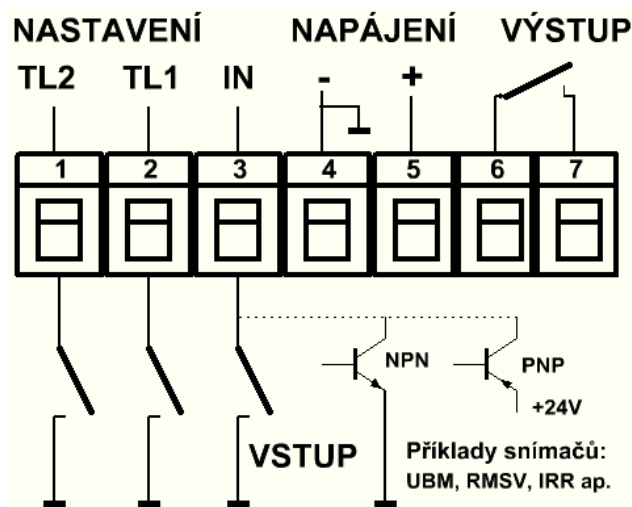 NASTAVENÍ NAPÁJENÍ VÝSTUP
TL2 TL1 IN - +
1 2 3 4 5 6 7
NPN PNP
+24V
VSTUP
Příklady snímačů:
UBM, RMSV, IRR ap.